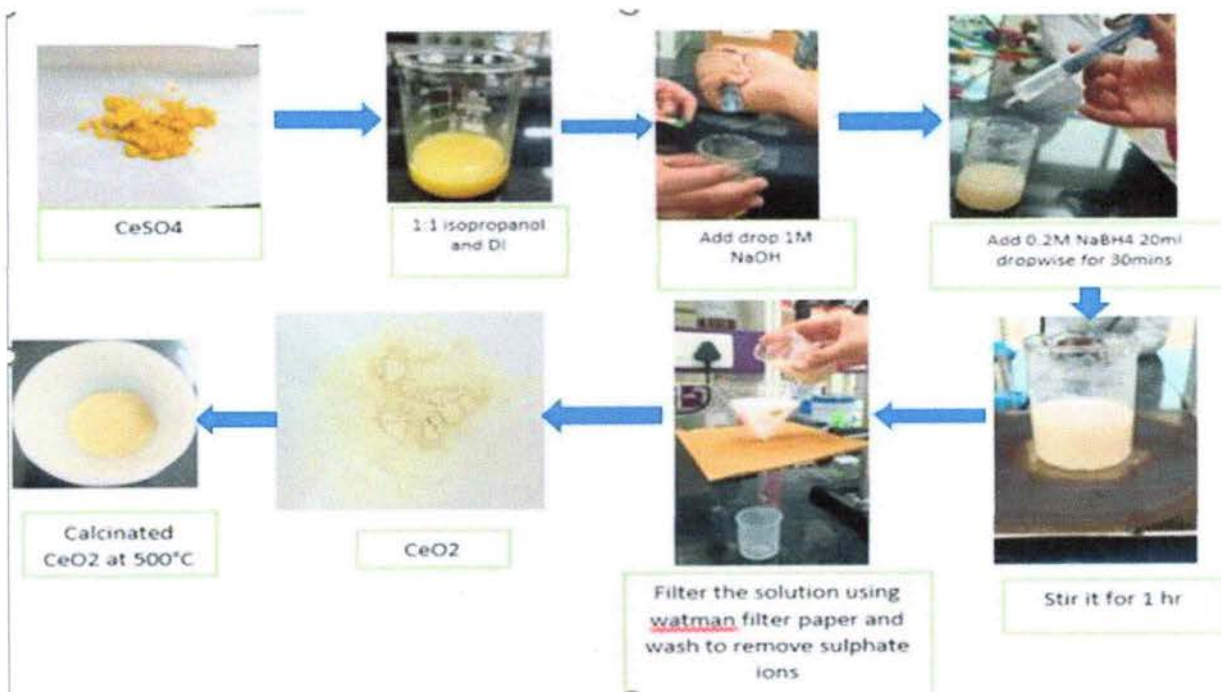 CeSO4
1:1 isopropanol
and DI
Add drop 1M
NaOH
Add 0.2M NaBH4 20ml
dropwise for 30mins
Stir it for 1 hr
Filter the solution using
watman filter paper and
wash to remove sulphate
ions
CeO2
Calcinated
CeO2 at 500°C